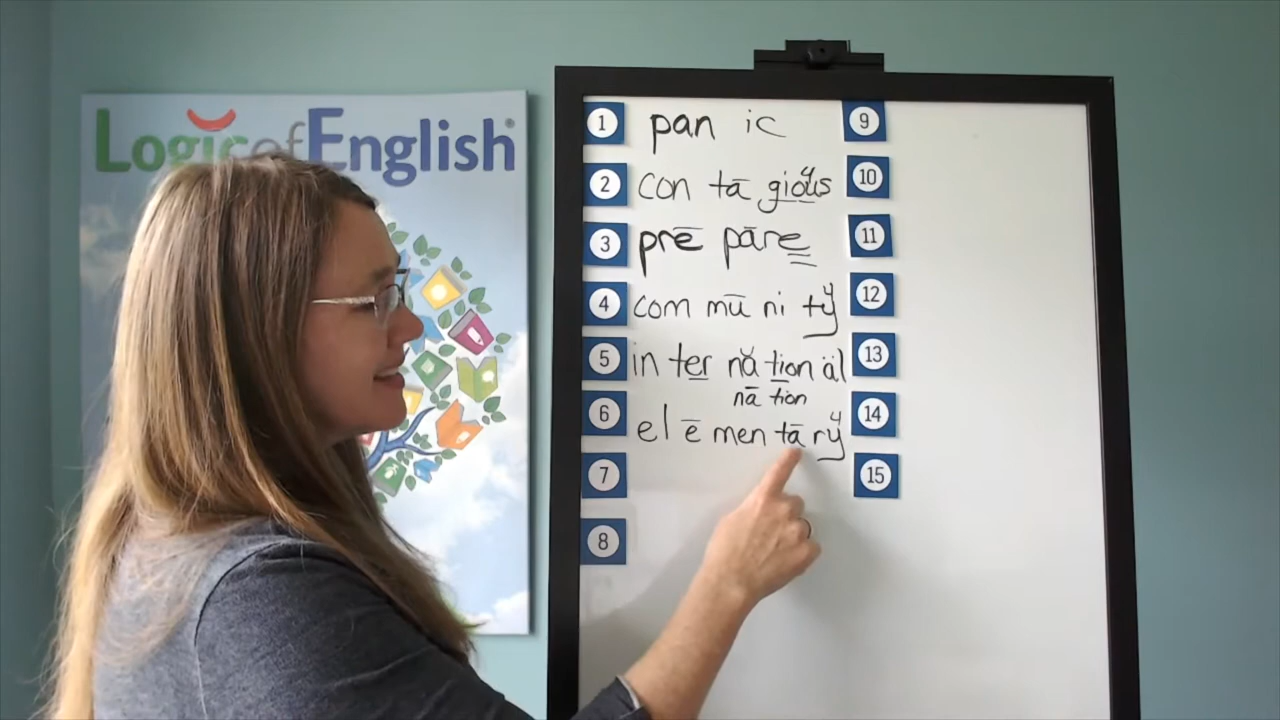 Logic of English®
1 pan ic
2 con tā gious
3 prē pāre
4 com mū ni ty
5 in ter nă tion äl
nā tion
6 el ē men tā ry
7
8
9
10
11
12
13
14
15